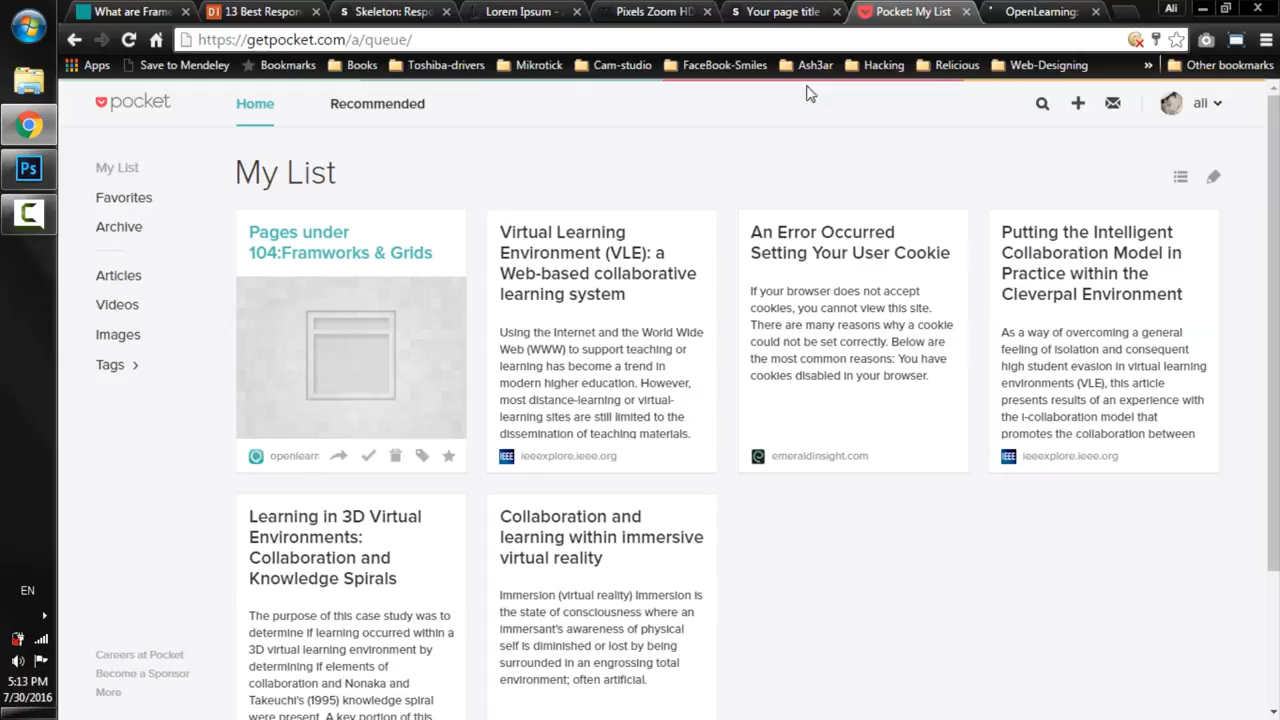 What are Frame
13 Best Respon
Skeleton: Respo
Lorem Ipsum -
Pixels Zoom HD
Your page title
Pocket: My List
OpenLearning:
Ali
https://getpocket.com/a/queue/
Apps
Save to Mendeley
Bookmarks
Books
Toshiba-drivers
Mikrotick
Cam-studio
FaceBook-Smiles
Ash3ar
Hacking
Relicious
Web-Designing
»
Other bookmarks
pocket
Home
Recommended
all
My List
Favorites
Archive
Articles
Videos
Images
Tags
My List
Pages under
104:Framworks & Grids
openlearn
Virtual Learning
Environment (VLE): a
Web-based collaborative
learning system
Using the Internet and the World Wide
Web (WWW) to support teaching or
learning has become a trend in
modern higher education. However,
most distance-learning or virtual-
learning sites are still limited to the
dissemination of teaching materials.
ieeexplore.ieee.org
An Error Occurred
Setting Your User Cookie
If your browser does not accept
cookies, you cannot view this site.
There are many reasons why a cookie
could not be set correctly. Below are
the most common reasons: You have
cookies disabled in your browser.
emeraldinsight.com
Putting the Intelligent
Collaboration Model in
Practice within the
Cleverpal Environment
As a way of overcoming a general
feeling of isolation and consequent
high student evasion in virtual learning
environments (VLE), this article
presents results of an experience with
the i-collaboration model that
promotes the collaboration between
ieeexplore.ieee.org
Learning in 3D Virtual
Environments:
Collaboration and
Knowledge Spirals
The purpose of this case study was to
determine if learning occurred within a
3D virtual learning environment by
determining if elements of
collaboration and Nonaka and
Takeuchi's (1995) knowledge spiral
were present. A key portion of this
Collaboration and
learning within immersive
virtual reality
Immersion (virtual reality) Immersion is
the state of consciousness where an
immersant's awareness of physical
self is diminished or lost by being
surrounded in an engrossing total
environment; often artificial.
Careers at Pocket
Become a Sponsor
More
Ps
C
EN
5:13 PM
7/30/2016